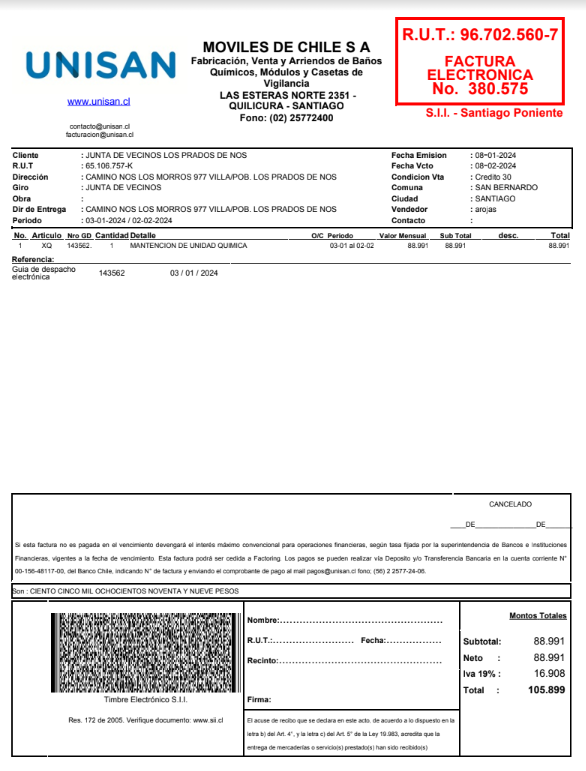 UNISAN
www.unisan.cl
contacto@unisan.cl
facturacion@unisan.cl
MOVILES DE CHILE S A
Fabricación, Venta y Arriendos de Baños
Químicos, Módulos y Casetas de
Vigilancia
LAS ESTERAS NORTE 2351 -
QUILICURA - SANTIAGO
Fono: (02) 25772400
R.U.T.: 96.702.560-7
FACTURA
ELECTRONICA
No. 380.575
S.I.I. - Santiago Poniente
Cliente : JUNTA DE VECINOS LOS PRADOS DE NOS Fecha Emision : 08-01-2024
R.U.T : 65.106.757-K Fecha Vcto : 08-02-2024
Dirección : CAMINO NOS LOS MORROS 977 VILLA/POB. LOS PRADOS DE NOS Condicion Vta : Credito 30
Giro : JUNTA DE VECINOS Comuna : SAN BERNARDO
Obra : Ciudad : SANTIAGO
Dir de Entrega : CAMINO NOS LOS MORROS 977 VILLA/POB. LOS PRADOS DE NOS Vendedor : arojas
Periodo : 03-01-2024 / 02-02-2024 Contacto :
No. Articulo Nro GD Cantidad Detalle O/C Periodo Valor Mensual Sub Total desc. Total
1 XQ 143562. 1 MANTENCION DE UNIDAD QUIMICA 03-01 al 02-02 88.991 88.991 88.991
Referencia:
Guia de despacho
electrónica 143562 03 / 01 / 2024
CANCELADO
____DE______________DE_____
Si esta factura no es pagada en el vencimiento devengará el interés máximo convencional para operaciones financieras, según tasa fijada por la superintendencia de Bancos e Instituciones
Financieras, vigentes a la fecha de vencimiento. Esta factura podrá ser cedida a Factoring. Los pagos se pueden realizar vía Deposito y/o Transferencia Bancaria en la cuenta corriente N°
00-156-48117-00, del Banco Chile, indicando N° de factura y enviando el comprobante de pago al mail pagos@unisan.cl fono; (56) 2 2577-24-06.
Son : CIENTO CINCO MIL OCHOCIENTOS NOVENTA Y NUEVE PESOS
Timbre Electrónico S.I.I.
Res. 172 de 2005. Verifique documento: www.sii.cl
Nombre:............................................
R.U.T.:...................... Fecha:...............
Recinto:............................................
Firma:
El acuse de recibo que se declara en este acto, de acuerdo a lo dispuesto en la
letra b) del Art. 4°, y la letra c) del Art. 5° de la Ley 19.983, acredita que la
entrega de mercaderías o servicio(s) prestado(s) han sido recibido(s)
Montos Totales
Subtotal: 88.991
Neto : 88.991
Iva 19% : 16.908
Total : 105.899